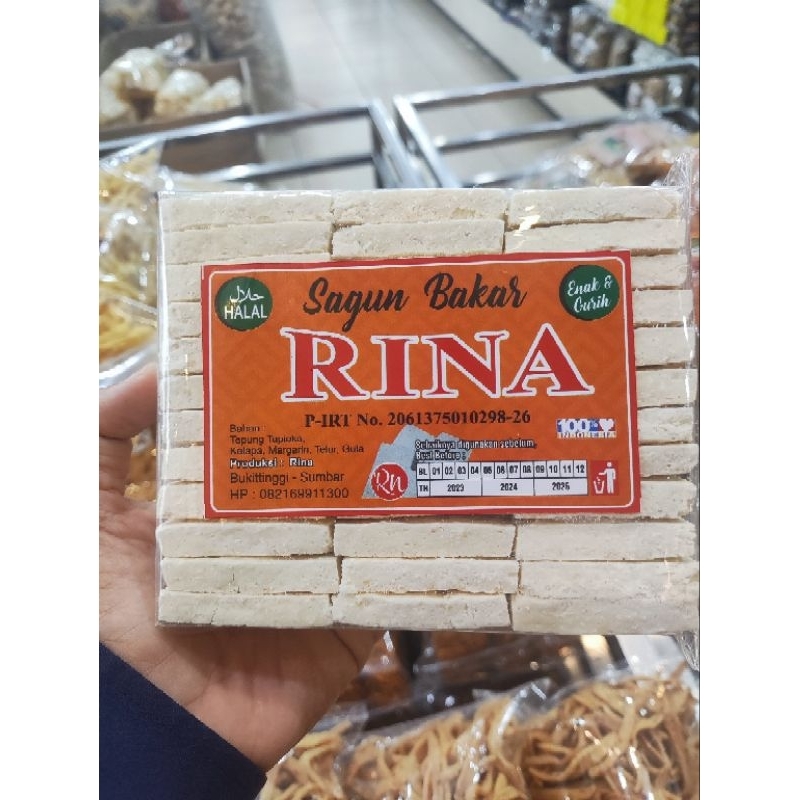 حلال
HALAL
Sagun Bakar
Enak &
Gurih
RINA
P-IRT No. 2061375010298-26
Bahan :
Tapung Tapioka,
Kelapa, Margarin, Telur, Gula
Produksi : Rina
Bukittinggi - Sumbar
HP : 082169911300
RN
100%
Sebaiknya digunakan sebelum
Best Before :
BL 01 02 03 04 05 06 07 08 09 10 11 12
TH 2023 2024 2025